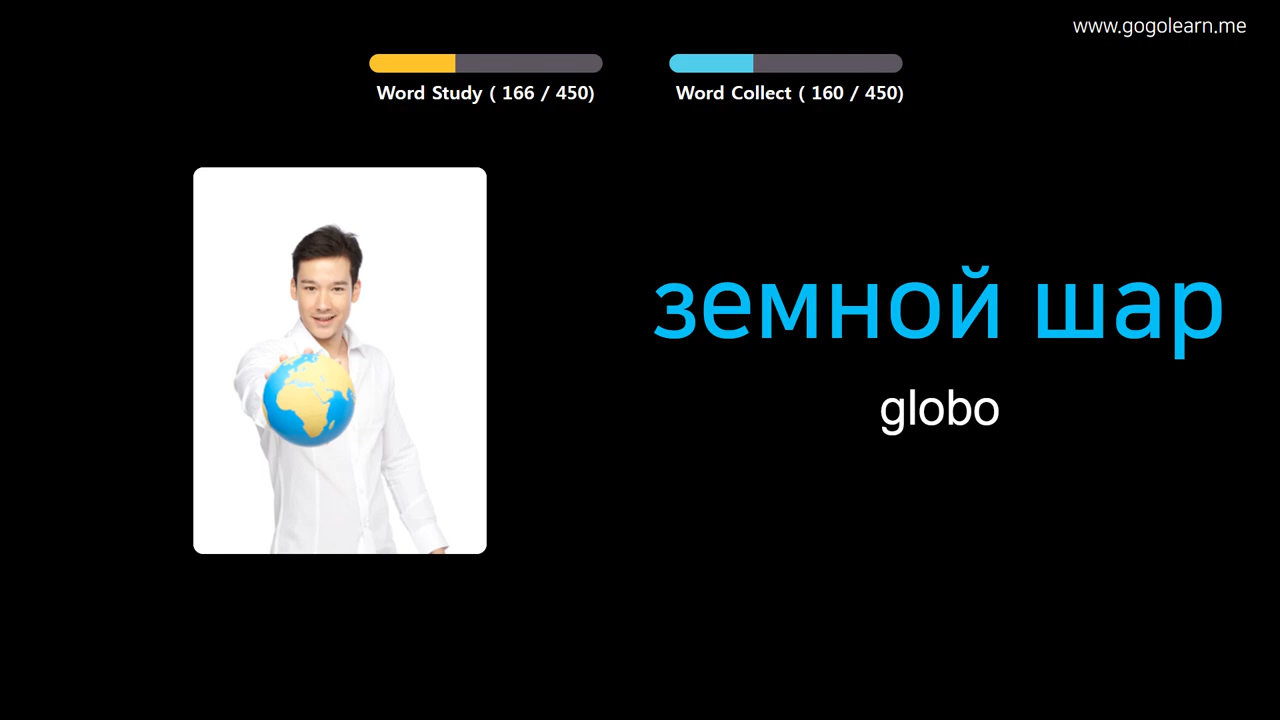 www.gogolearn.me
Word Study ( 166 / 450)
Word Collect ( 160 / 450)
земной шар
globo